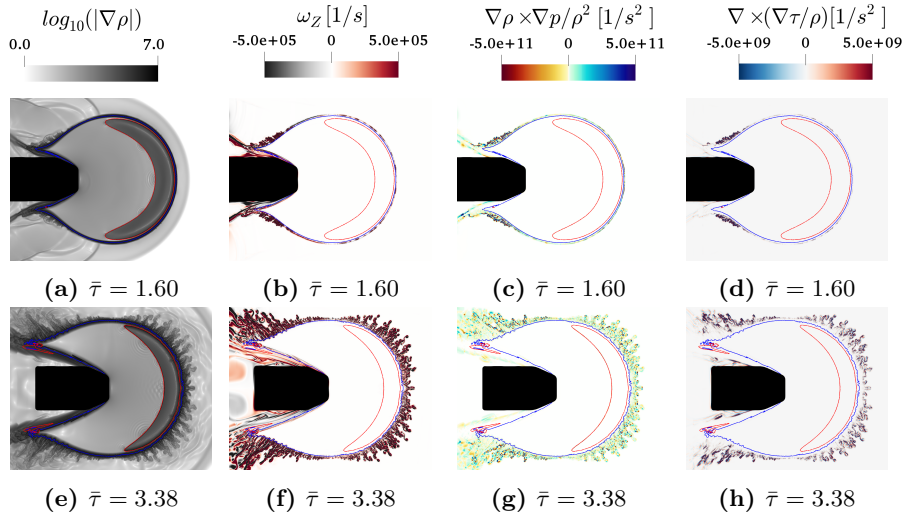 log₁₀(|∇ρ|) ω_Z [1/s] ∇ρ ×∇p/ρ² [1/s²] ∇ ×(∇τ/ρ)[1/s²]
0.0 7.0 -5.0e+05 0 5.0e+05 -5.0e+11 0 5.0e+11 -5.0e+09 0 5.0e+09
(a) τ̄ = 1.60 (b) τ̄ = 1.60 (c) τ̄ = 1.60 (d) τ̄ = 1.60
(e) τ̄ = 3.38 (f) τ̄ = 3.38 (g) τ̄ = 3.38 (h) τ̄ = 3.38